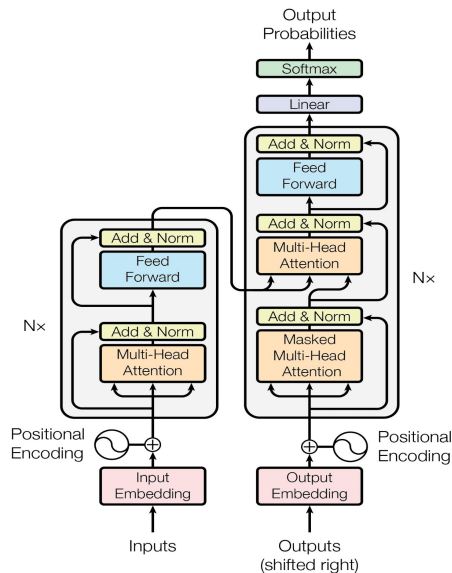 Output
Probabilities
Softmax
Linear
Add & Norm
Feed
Forward
Add & Norm
Multi-Head
Attention
Add & Norm
Masked
Multi-Head
Attention
Nx
Add & Norm
Feed
Forward
Add & Norm
Multi-Head
Attention
Nx
Positional
Encoding
Positional
Encoding
Input
Embedding
Output
Embedding
Inputs
Outputs
(shifted right)